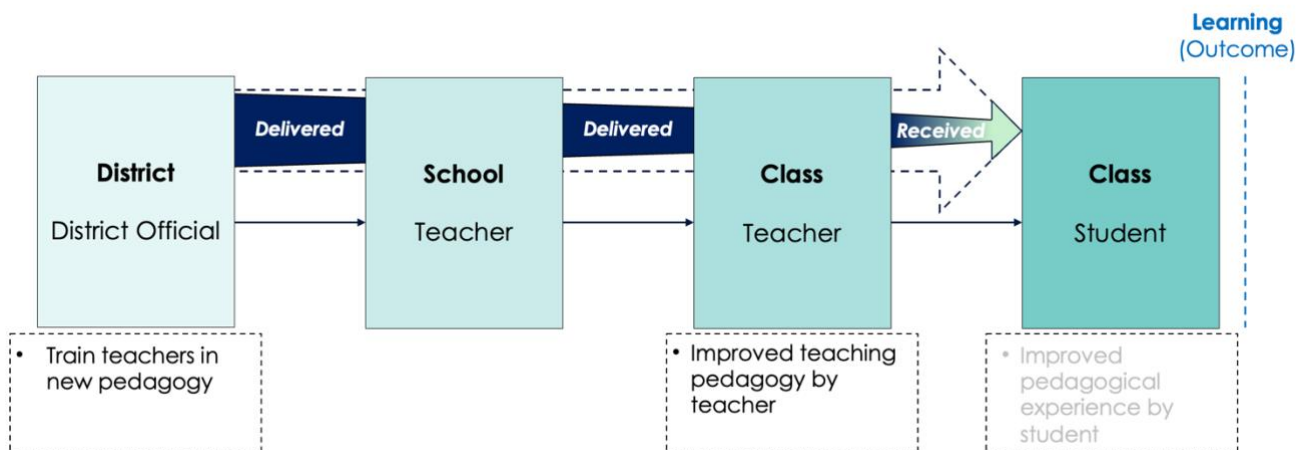 Learning
(Outcome)
Delivered
Delivered
Received
District
District Official
School
Teacher
Class
Teacher
Class
Student
• Train teachers in
new pedagogy
• Improved teaching
pedagogy by
teacher
• Improved
pedagogical
experience by
student